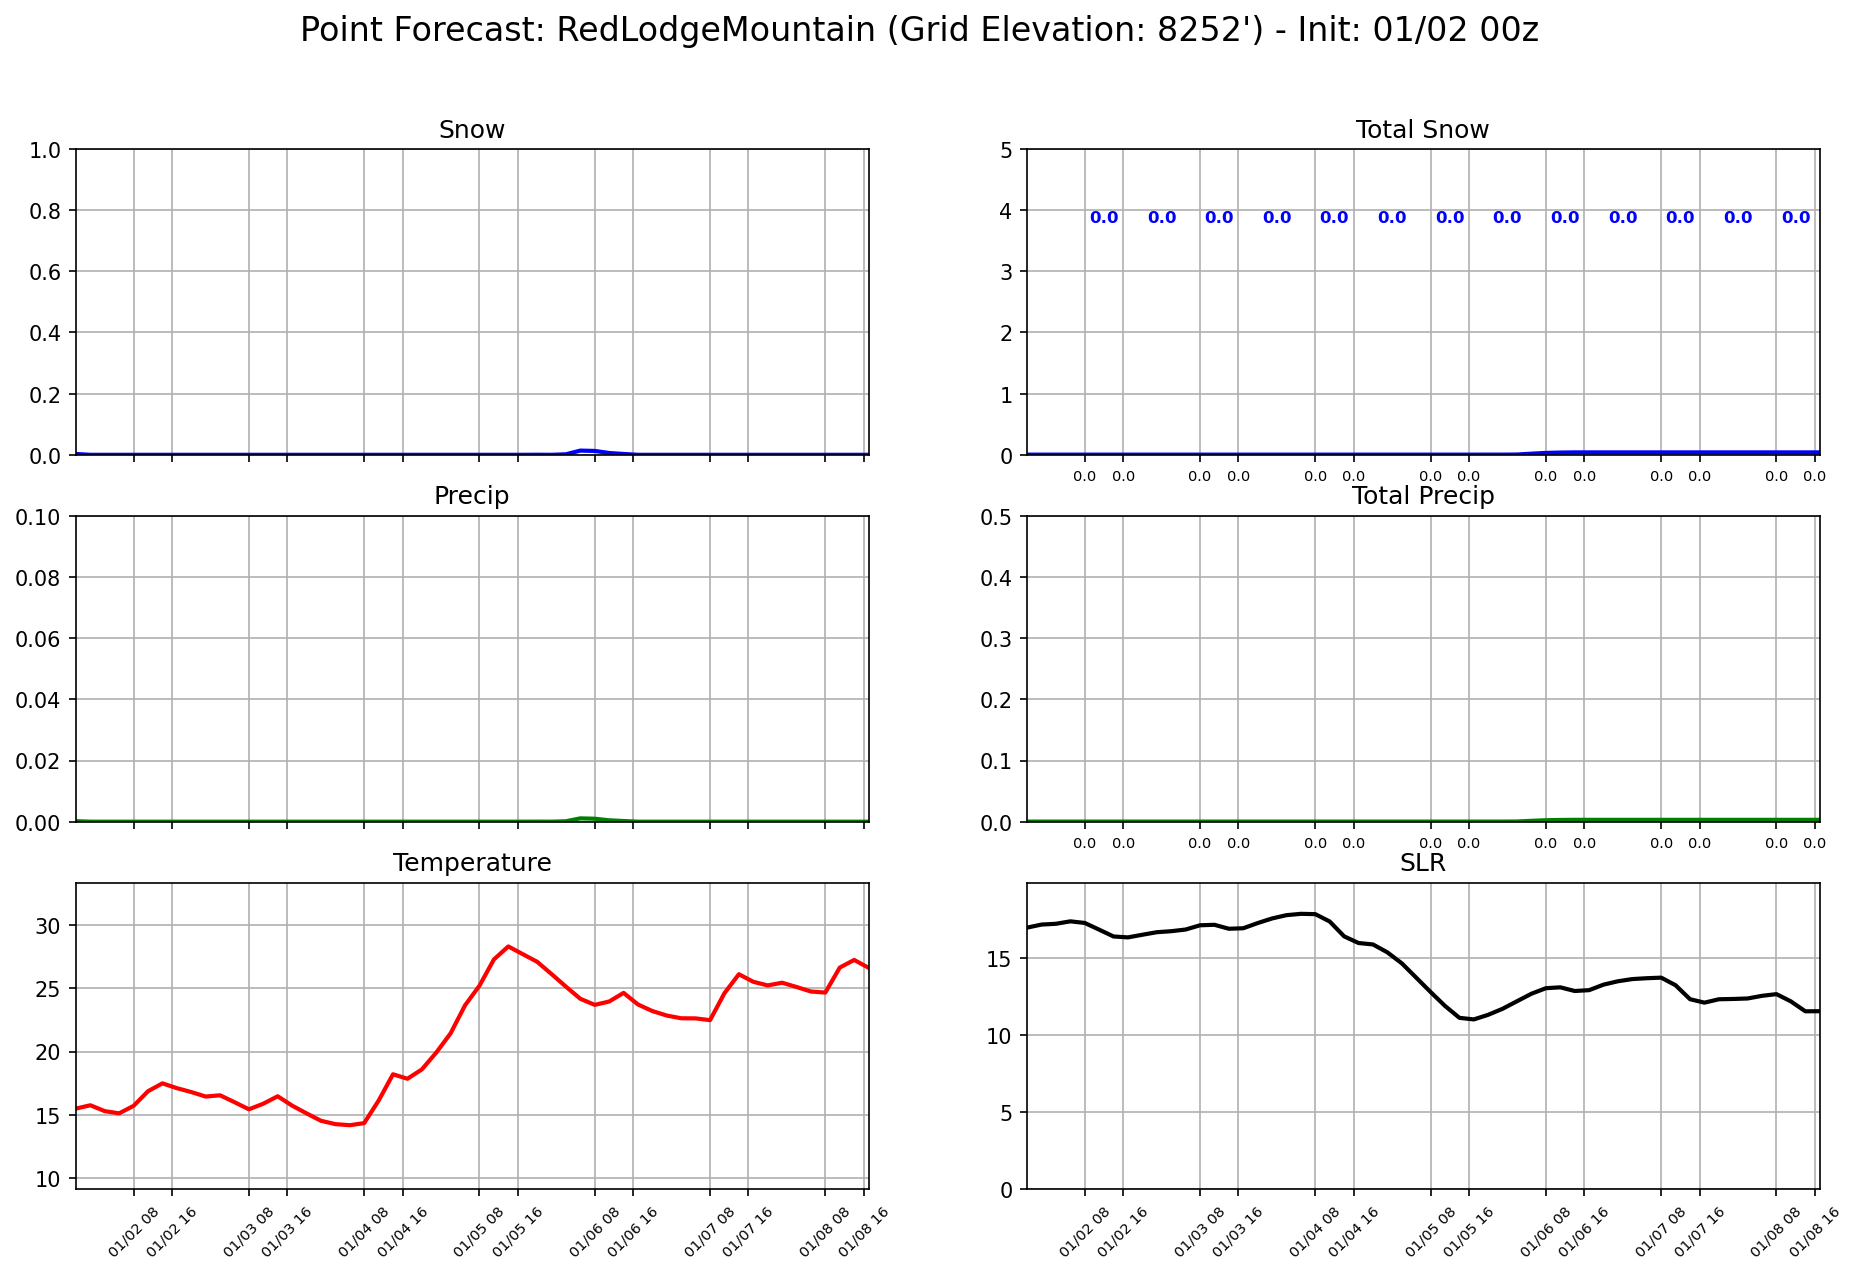 Point Forecast: RedLodgeMountain (Grid Elevation: 8252') - Init: 01/02 00z
Snow
1.0
0.8
0.6
0.4
0.2
0.0
Total Snow
5
4
3
2
1
0
0.0 0.0 0.0 0.0 0.0 0.0 0.0 0.0 0.0 0.0 0.0 0.0 0.0
0.0 0.0 0.0 0.0 0.0 0.0 0.0 0.0 0.0 0.0 0.0 0.0 0.0 0.0
Precip
0.10
0.08
0.06
0.04
0.02
0.00
Total Precip
0.5
0.4
0.3
0.2
0.1
0.0
0.0 0.0 0.0 0.0 0.0 0.0 0.0 0.0 0.0 0.0 0.0 0.0 0.0 0.0
Temperature
30
25
20
15
10
01/02 08 01/02 16 01/03 08 01/03 16 01/04 08 01/04 16 01/05 08 01/05 16 01/06 08 01/06 16 01/07 08 01/07 16 01/08 08 01/08 16
SLR
15
10
5
0
01/02 08 01/02 16 01/03 08 01/03 16 01/04 08 01/04 16 01/05 08 01/05 16 01/06 08 01/06 16 01/07 08 01/07 16 01/08 08 01/08 16